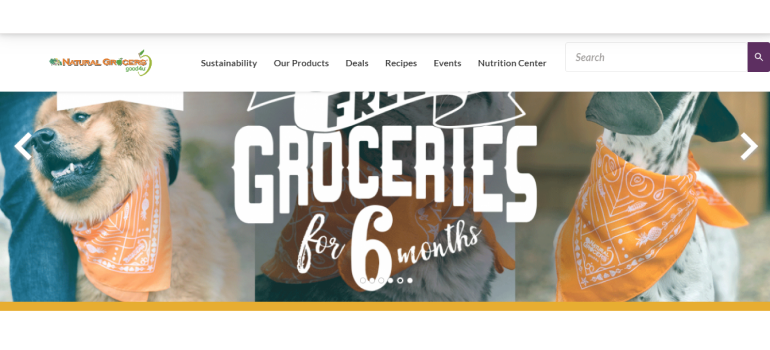 NATURAL GROCERS
good4u
Sustainability
Our Products
Deals
Recipes
Events
Nutrition Center
Search
FREE
GROCERIES
for 6 months